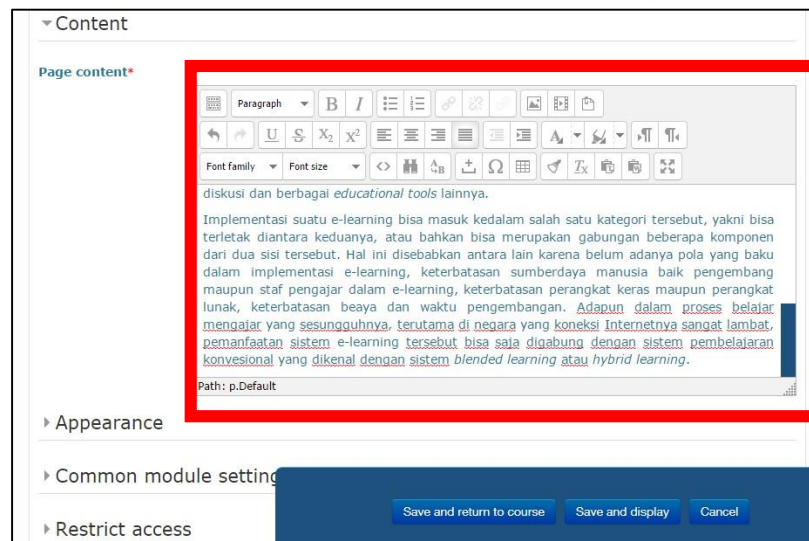 Content
Page content*
Paragraph
Font family Font size
diskusi dan berbagai educational tools lainnya.
Implementasi suatu e-learning bisa masuk kedalam salah satu kategori tersebut, yakni bisa
terletak diantara keduanya, atau bahkan bisa merupakan gabungan beberapa komponen
dari dua sisi tersebut. Hal ini disebabkan antara lain karena belum adanya pola yang baku
dalam implementasi e-learning, keterbatasan sumberdaya manusia baik pengembang
maupun staf pengajar dalam e-learning, keterbatasan perangkat keras maupun perangkat
lunak, keterbatasan beaya dan waktu pengembangan. Adapun dalam proses belajar
mengajar yang sesungguhnya, terutama di negara yang koneksi Internetnya sangat lambat,
pemanfaatan sistem e-learning tersebut bisa saja digabung dengan sistem pembelajaran
konvesional yang dikenal dengan sistem blended learning atau hybrid learning.
Path: p.Default
Appearance
Common module setting
Save and return to course Save and display Cancel
Restrict access